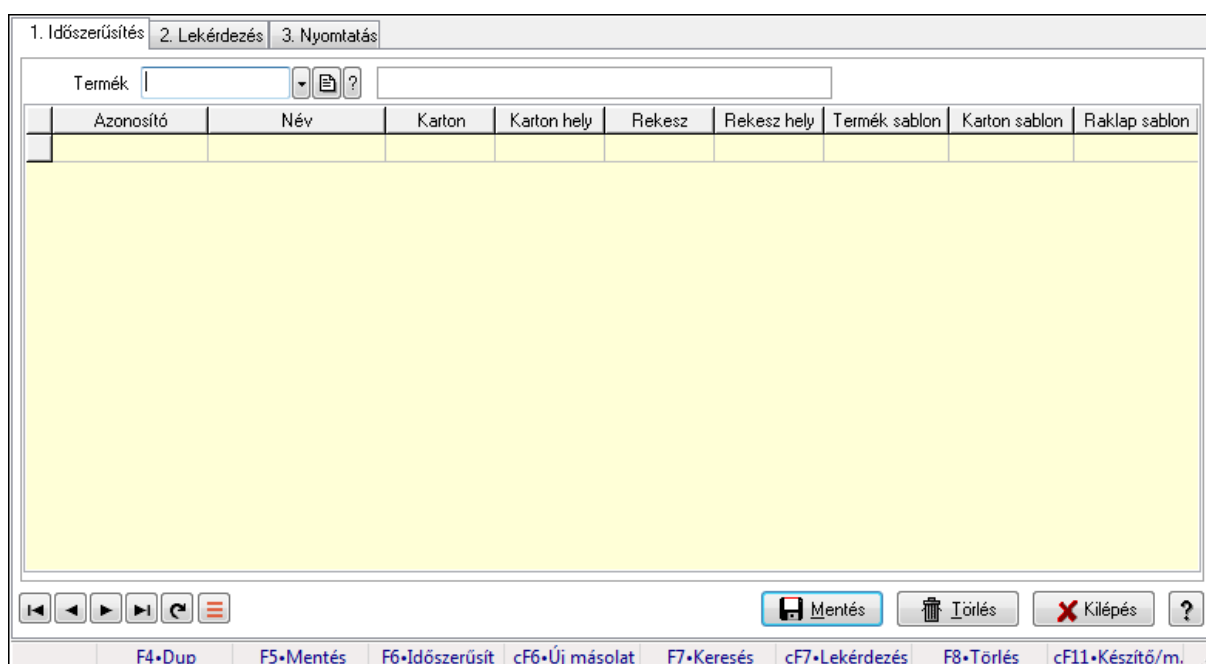 1. Időszerűsítés 2. Lekérdezés 3. Nyomtatás
Termék ?
Azonosító Név Karton Karton hely Rekesz Rekesz hely Termék sablon Karton sablon Raklap sablon
Mentés Törlés Kilépés ?
F4•Dup F5•Mentés F6•Időszerűsít cF6•Új másolat F7•Keresés cF7•Lekérdezés F8•Törlés cF11•Készítő/m.